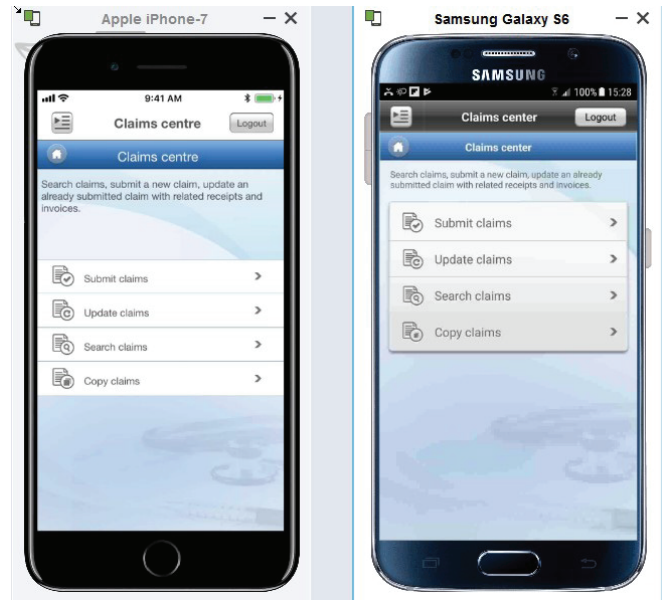 Apple iPhone-7
9:41 AM
Claims centre
Logout
Claims centre
Search claims, submit a new claim, update an
already submitted claim with related receipts and
invoices.
Submit claims
Update claims
Search claims
Copy claims
Samsung Galaxy S6
SAMSUNG
100% 15:28
Claims center
Logout
Claims center
Search claims, submit a new claim, update an already
submitted claim with related receipts and invoices.
Submit claims
Update claims
Search claims
Copy claims